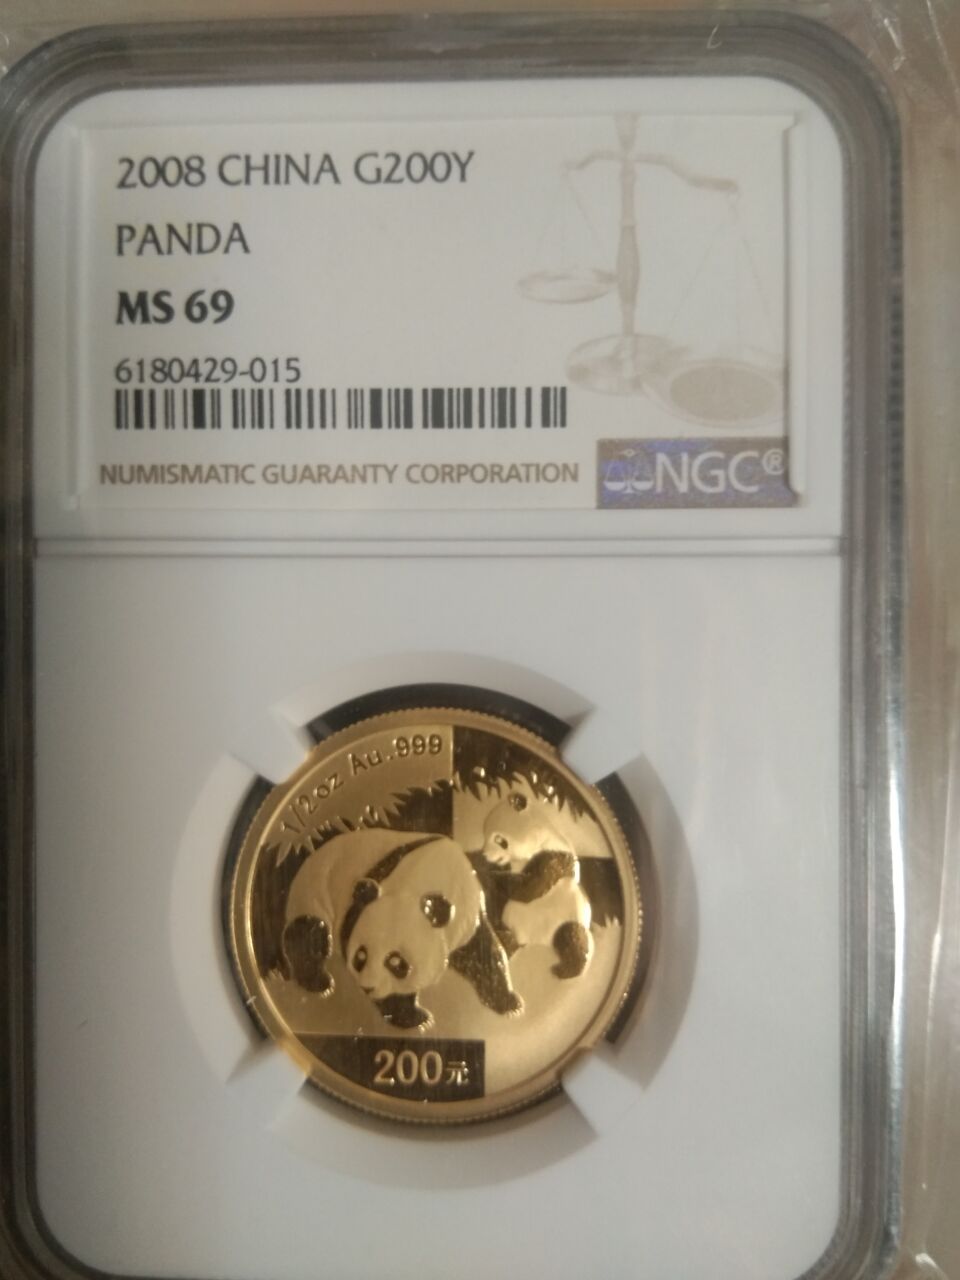 2008 CHINA G200Y
PANDA
MS 69
6180429-015
NUMISMATIC GUARANTY CORPORATION
NGC®
1/2oz Au.999
200元